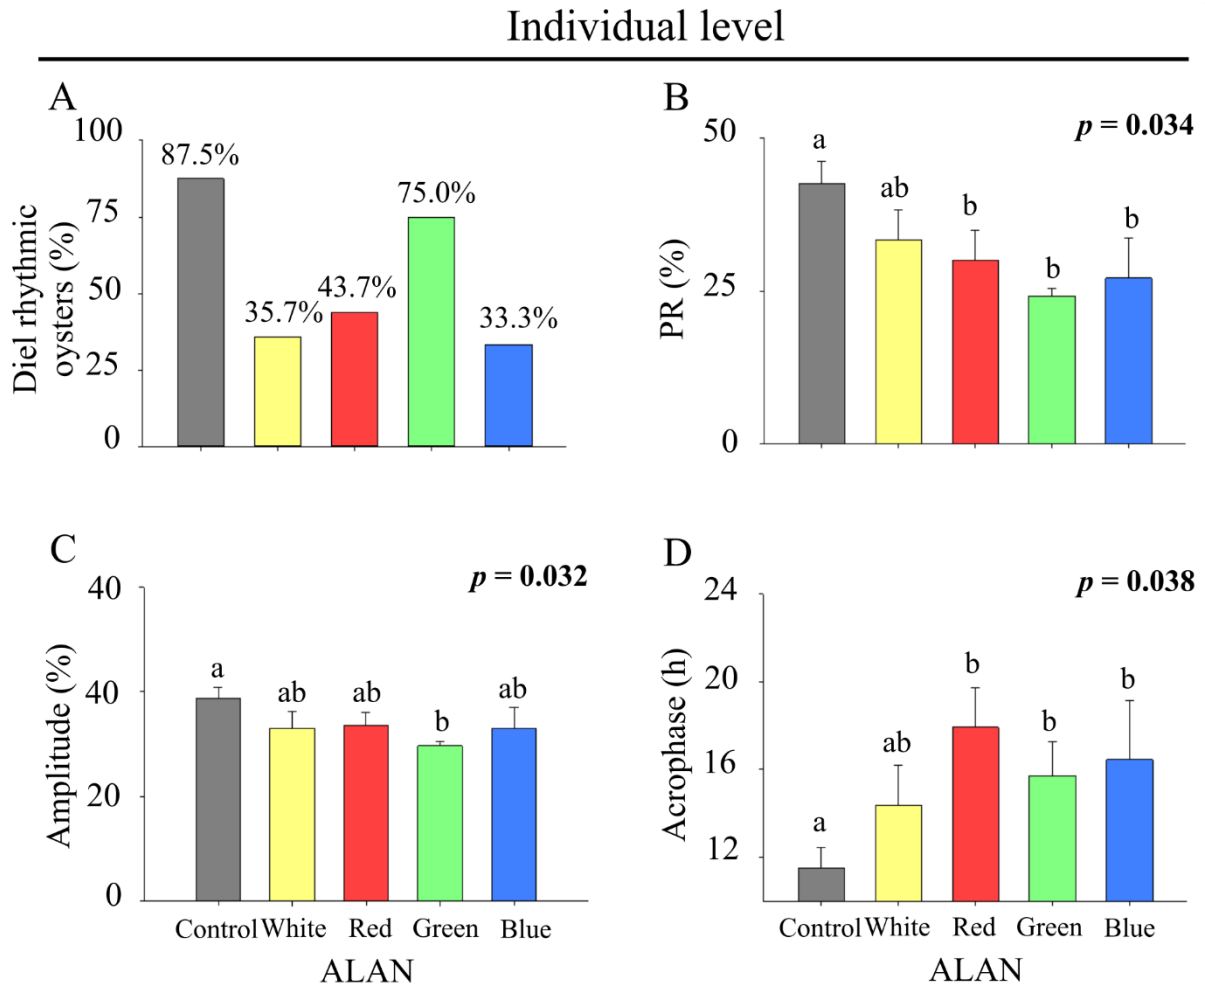 Individual level
A
Diel rhythmic
oysters (%)
100
75
50
25
0
87.5%
35.7%
43.7%
75.0%
33.3%
B
p = 0.034
PR (%)
50
25
0
a
ab
b
b
b
C
p = 0.032
Amplitude (%)
40
40
20
0
a
ab
ab
b
ab
Control
White
Red
Green
Blue
ALAN
D
p = 0.038
Acrophase (h)
24
20
16
12
a
ab
b
b
b
Control
White
Red
Green
Blue
ALAN